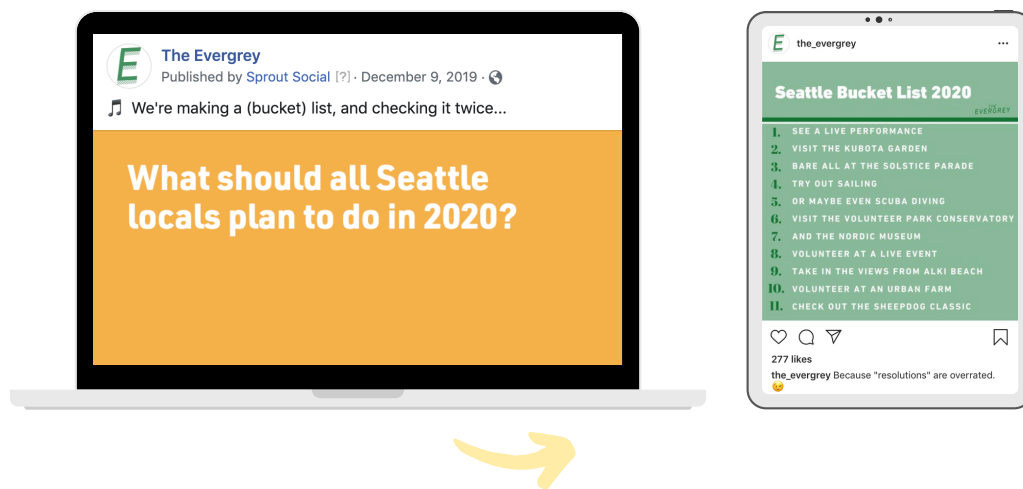 E
The Evergrey
Published by Sprout Social [?] · December 9, 2019 ·
🎵 We're making a (bucket) list, and checking it twice...
What should all Seattle
locals plan to do in 2020?
E
the_evergrey
Seattle Bucket List 2020
THE
EVERGREY
1. SEE A LIVE PERFORMANCE
2. VISIT THE KUBOTA GARDEN
3. BARE ALL AT THE SOLSTICE PARADE
4. TRY OUT SAILING
5. OR MAYBE EVEN SCUBA DIVING
6. VISIT THE VOLUNTEER PARK CONSERVATORY
7. AND THE NORDIC MUSEUM
8. VOLUNTEER AT A LIVE EVENT
9. TAKE IN THE VIEWS FROM ALKI BEACH
10. VOLUNTEER AT AN URBAN FARM
11. CHECK OUT THE SHEEPDOG CLASSIC
277 likes
the_evergrey Because "resolutions" are overrated.
😉